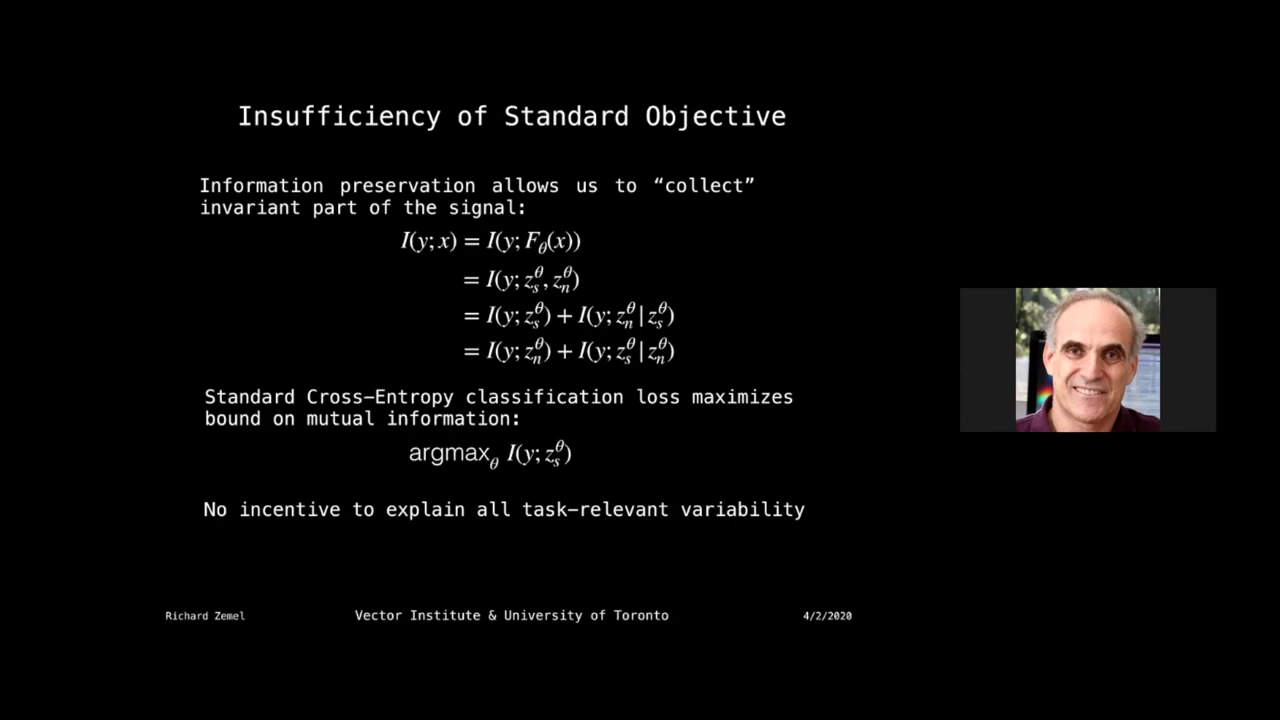 Insufficiency of Standard Objective
Information preservation allows us to “collect”
invariant part of the signal:
I(y; x) = I(y; F_θ(x))
= I(y; z_s^θ, z_n^θ)
= I(y; z_s^θ) + I(y; z_n^θ | z_s^θ)
= I(y; z_n^θ) + I(y; z_s^θ | z_n^θ)
Standard Cross-Entropy classification loss maximizes
bound on mutual information:
argmax_θ I(y; z_s^θ)
No incentive to explain all task-relevant variability
Richard Zemel Vector Institute & University of Toronto 4/2/2020